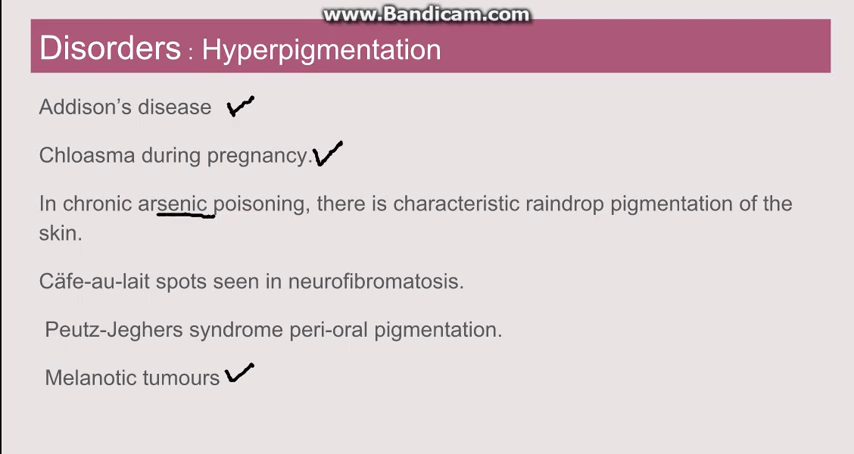 www.Bandicam.com
Disorders : Hyperpigmentation
Addison’s disease
Chloasma during pregnancy.
In chronic arsenic poisoning, there is characteristic raindrop pigmentation of the
skin.
Cäfe-au-lait spots seen in neurofibromatosis.
Peutz-Jeghers syndrome peri-oral pigmentation.
Melanotic tumours